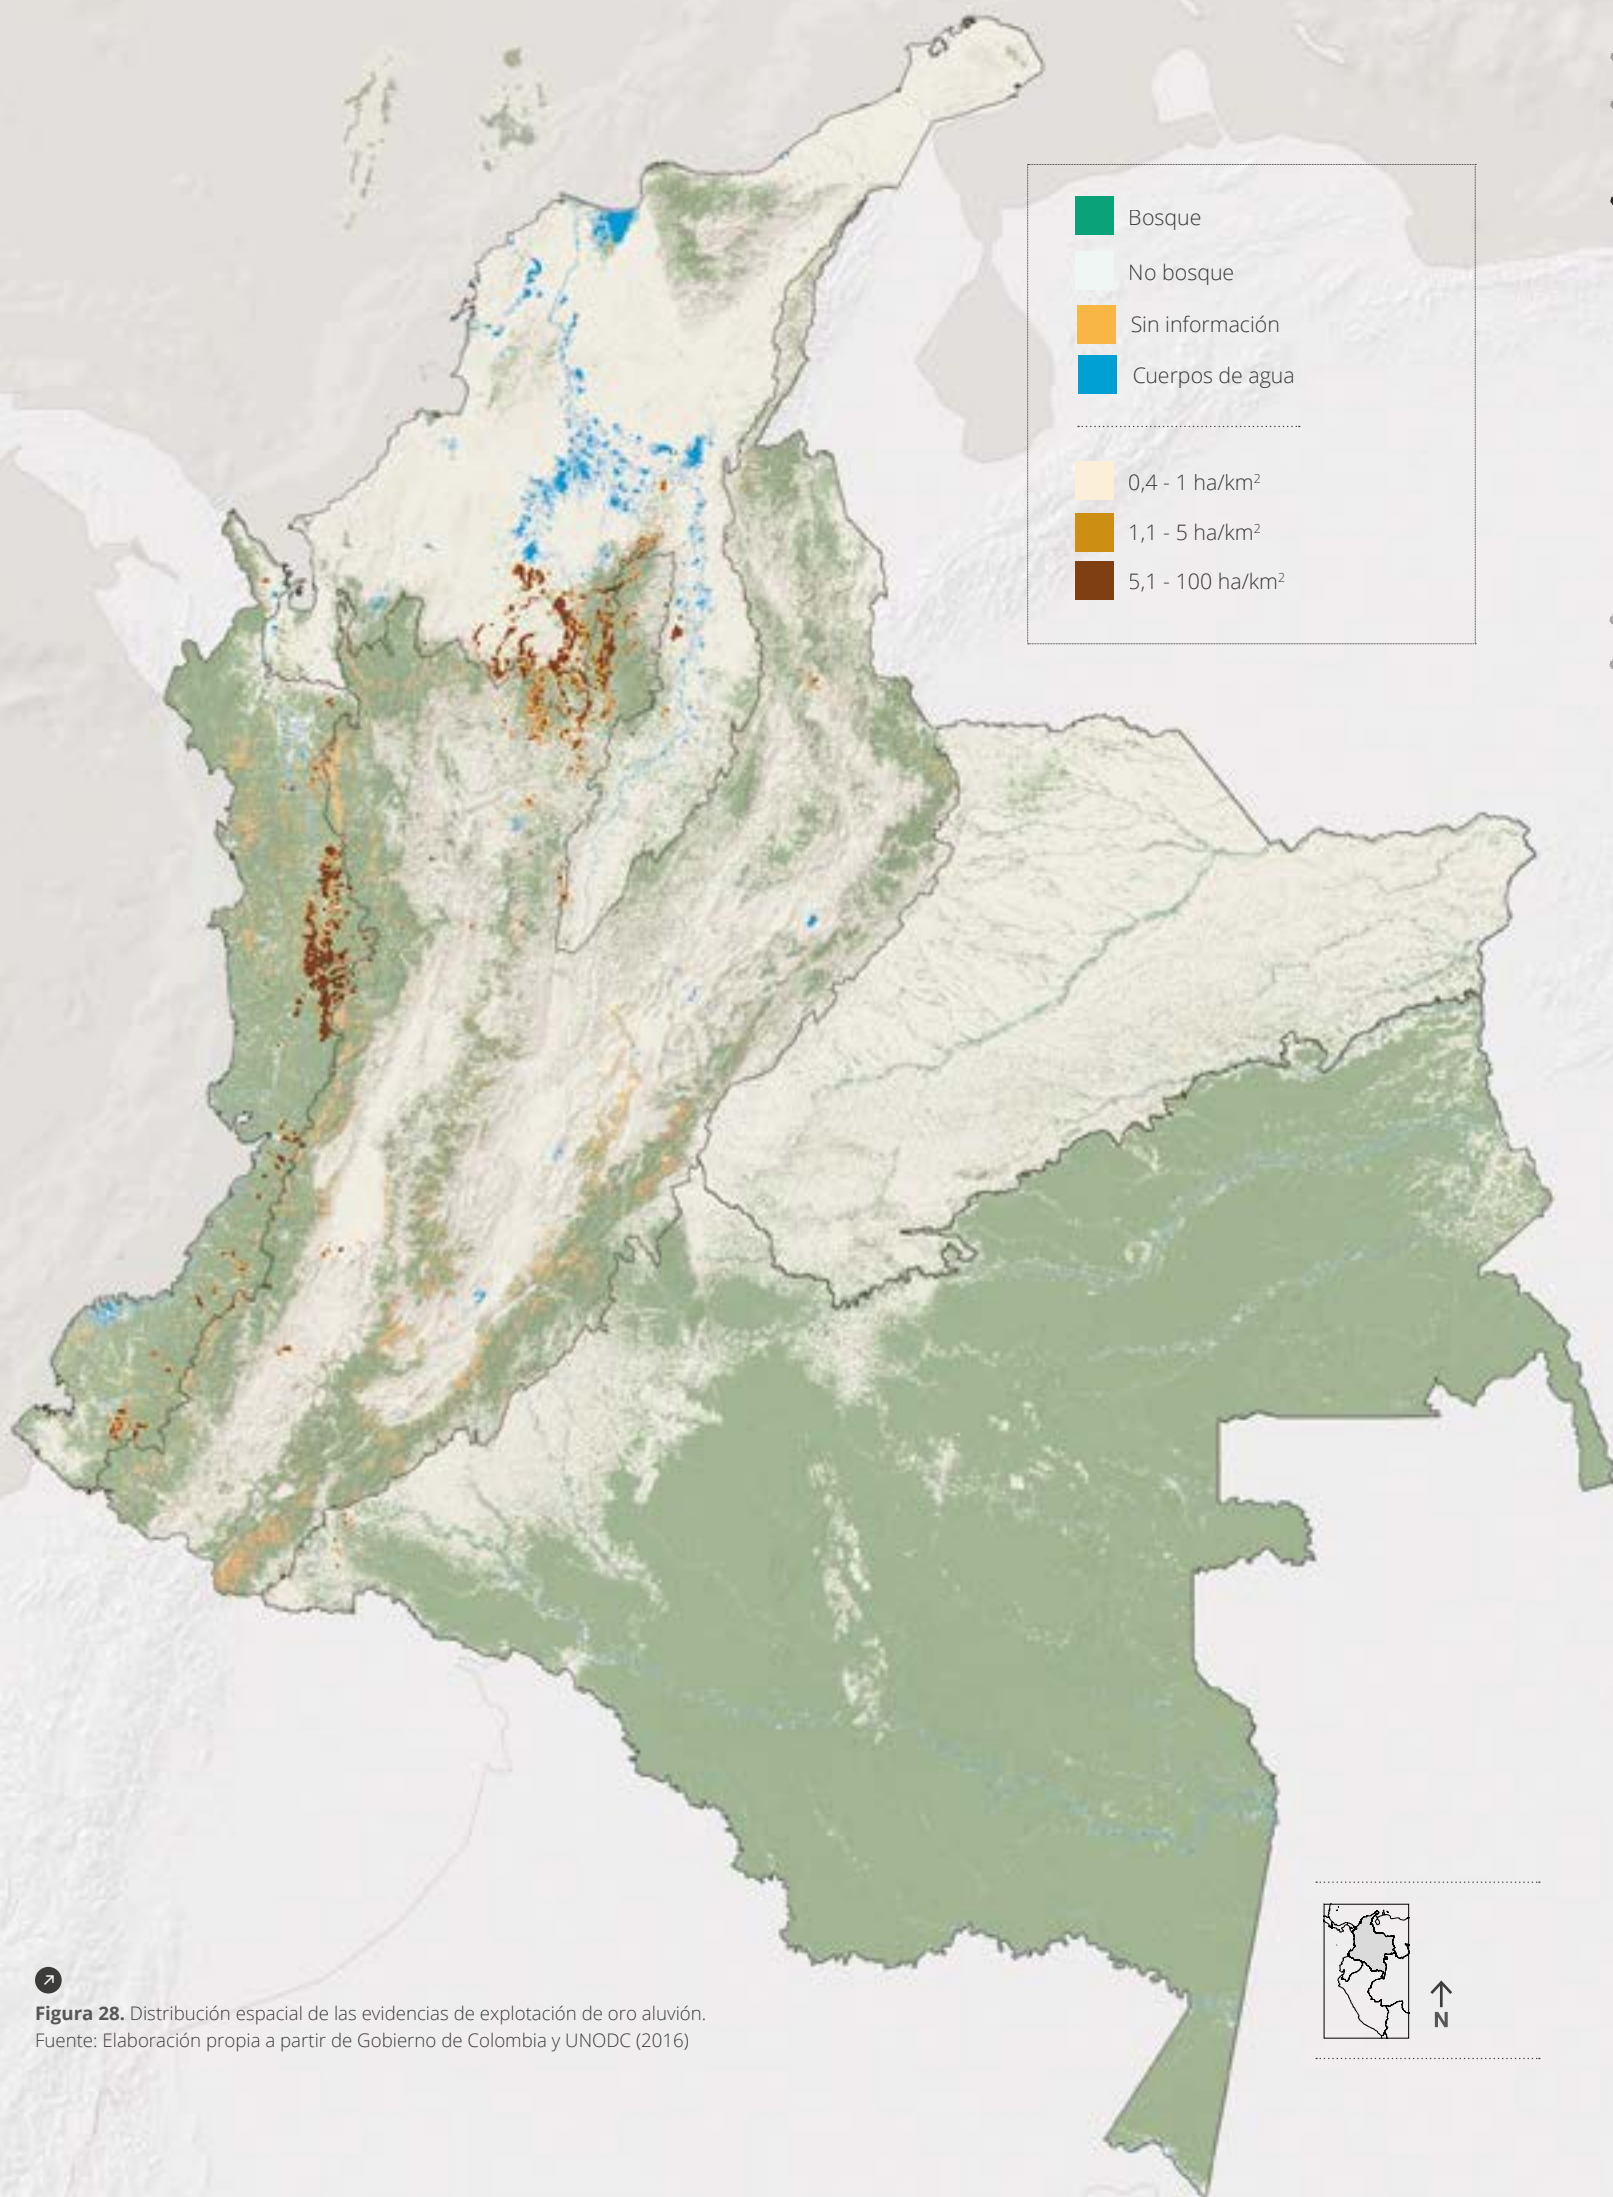 Bosque
No bosque
Sin información
Cuerpos de agua
0,4 - 1 ha/km²
1,1 - 5 ha/km²
5,1 - 100 ha/km²
N
Figura 28. Distribución espacial de las evidencias de explotación de oro aluvión.
Fuente: Elaboración propia a partir de Gobierno de Colombia y UNODC (2016)